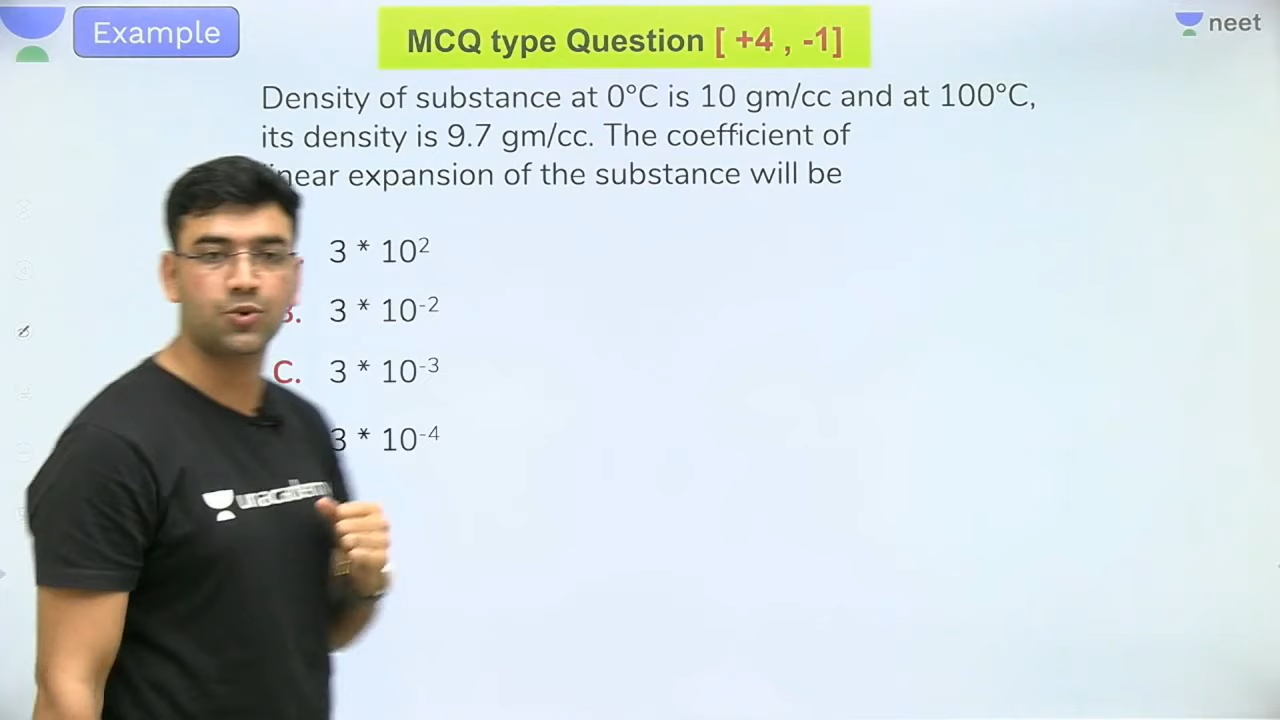 Example
MCQ type Question [ +4 , -1]
neet
Density of substance at 0°C is 10 gm/cc and at 100°C,
its density is 9.7 gm/cc. The coefficient of
linear expansion of the substance will be
3 * 10²
B. 3 * 10⁻²
C. 3 * 10⁻³
3 * 10⁻⁴
unacademy